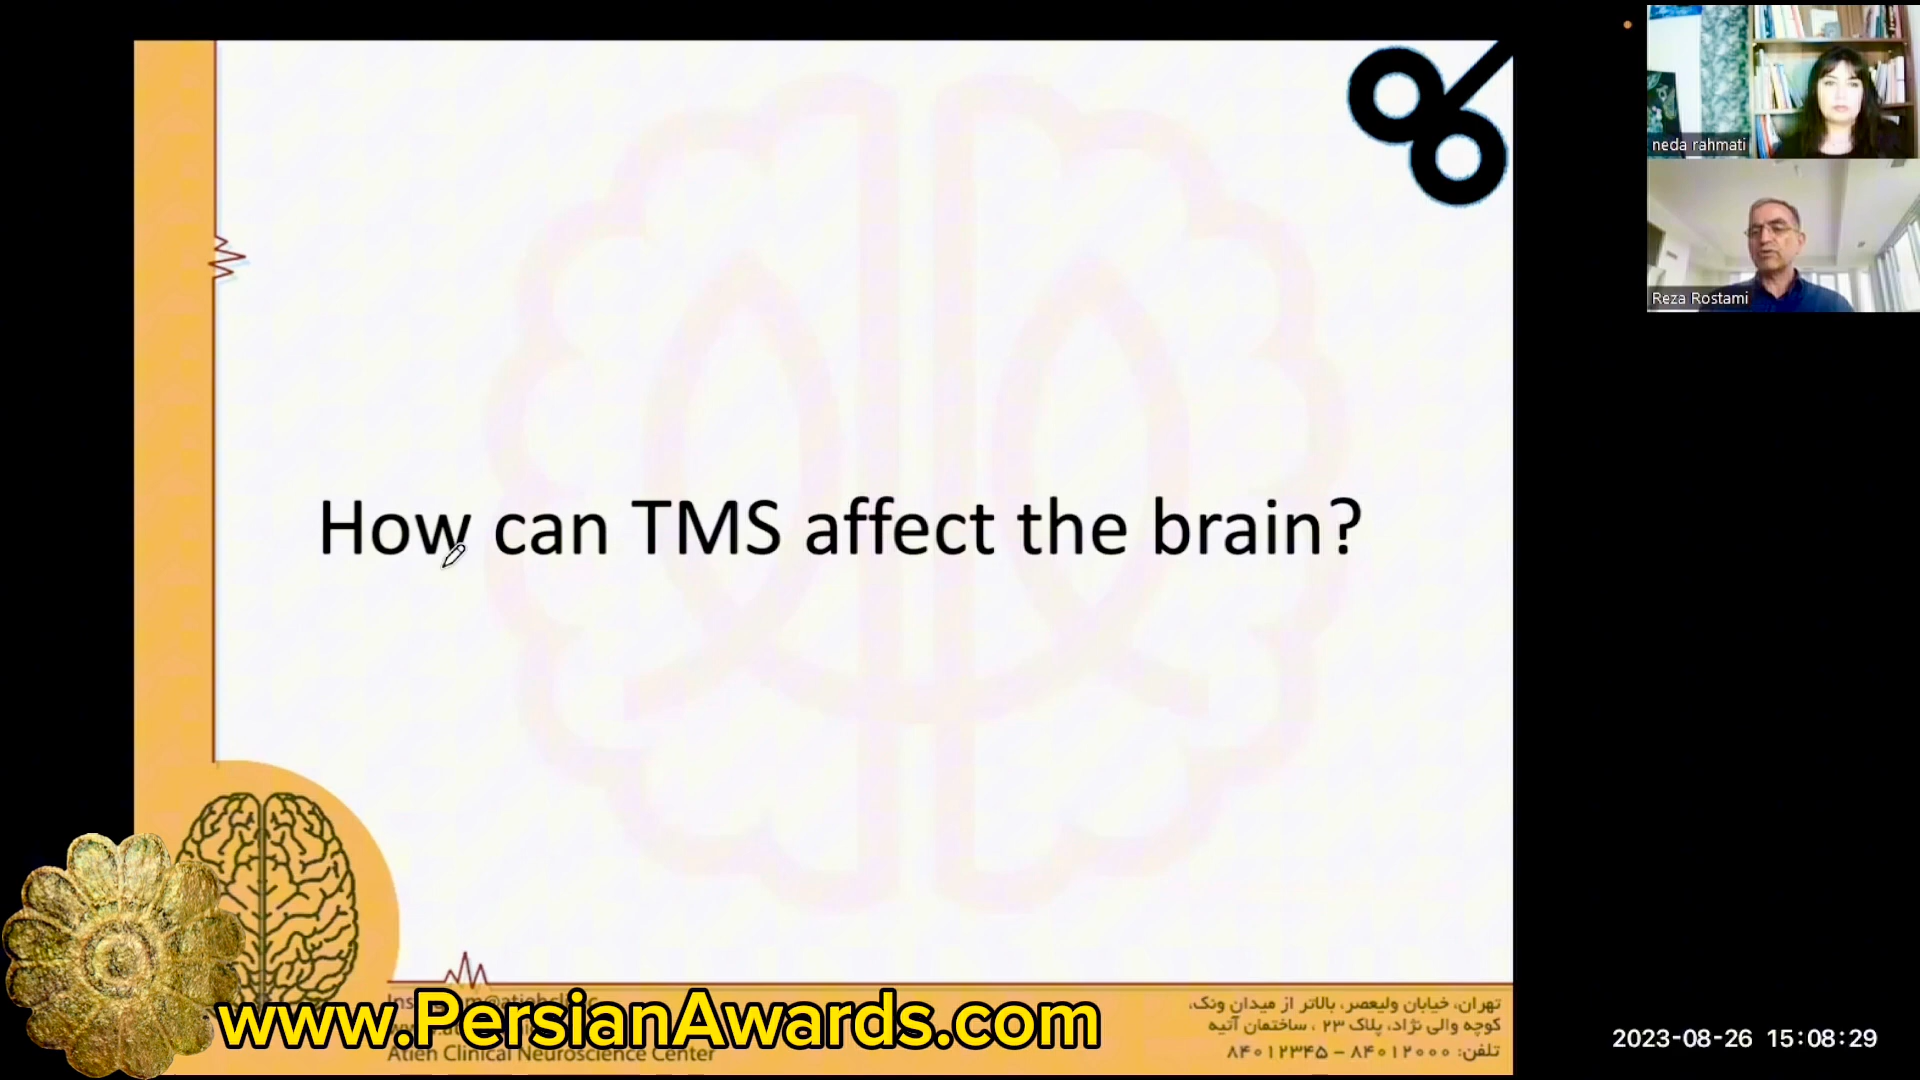 neda rahmati
Reza Rostami
How can TMS affect the brain?
www.PersianAwards.com
Atieh Clinical Neuroscience Center
تهران، خیابان ولیعصر، بالاتر از میدان ونک،
کوچه والی نژاد، پلاک ۲۳ ، ساختمان آتیه
تلفن: ۸۴۰۱۲۰۰۰ – ۸۴۰۱۲۳۴۵
2023-08-26 15:08:29